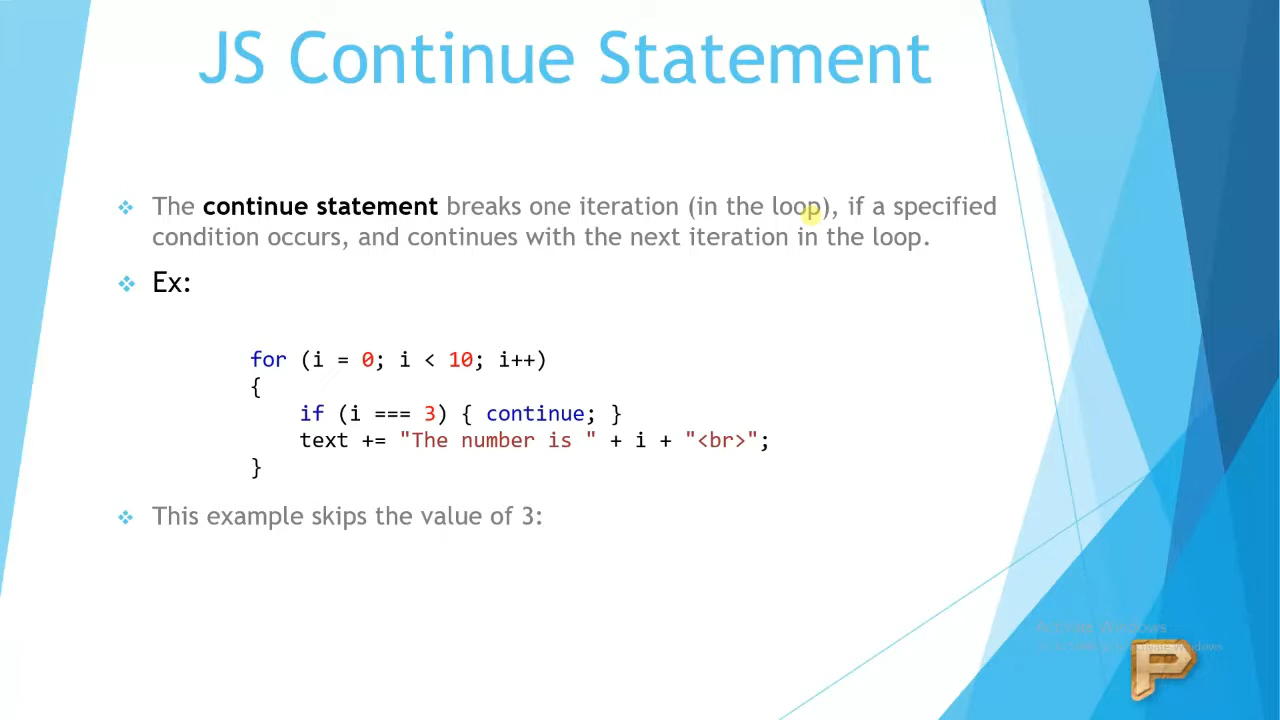 JS Continue Statement
The continue statement breaks one iteration (in the loop), if a specified
condition occurs, and continues with the next iteration in the loop.
Ex:
for (i = 0; i < 10; i++)
{
if (i === 3) { continue; }
text += "The number is " + i + "<br>";
}
This example skips the value of 3:
Activate Windows
P